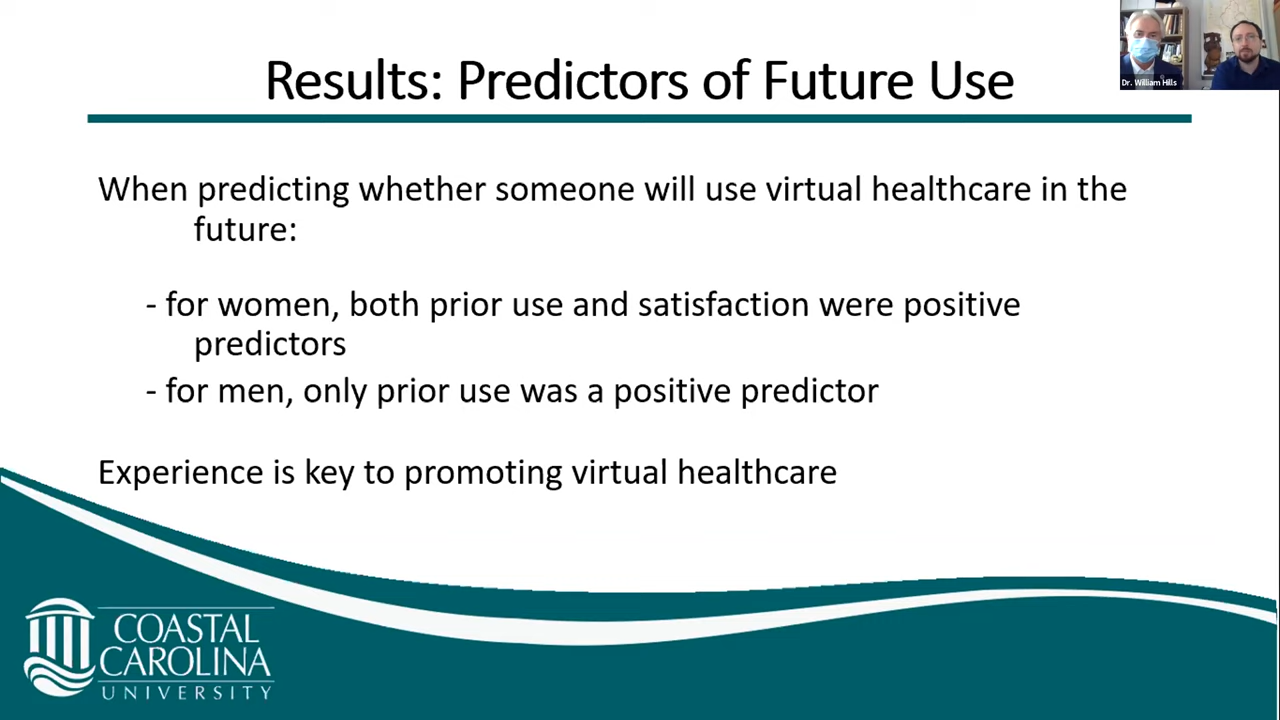 Results: Predictors of Future Use
Dr. William Hills
When predicting whether someone will use virtual healthcare in the
future:
- for women, both prior use and satisfaction were positive
predictors
- for men, only prior use was a positive predictor
Experience is key to promoting virtual healthcare
COASTAL
CAROLINA
UNIVERSITY